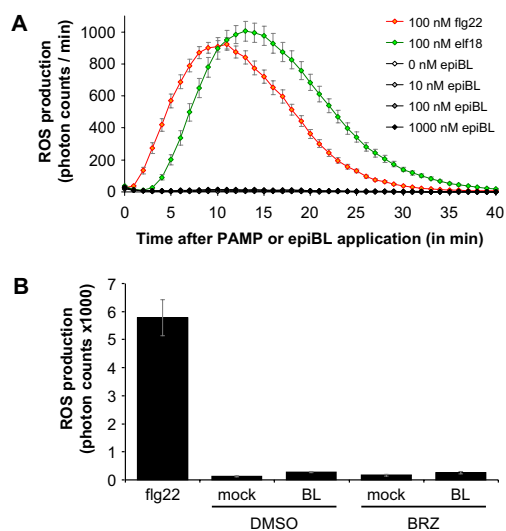 A
ROS production
(photon counts / min)
1000
800
600
400
200
0
0 5 10 15 20 25 30 35 40
Time after PAMP or epiBL application (in min)
100 nM flg22
100 nM elf18
0 nM epiBL
10 nM epiBL
100 nM epiBL
1000 nM epiBL
B
ROS production
(photon counts x1000)
7
6
5
4
3
2
1
0
flg22 mock BL mock BL
DMSO BRZ